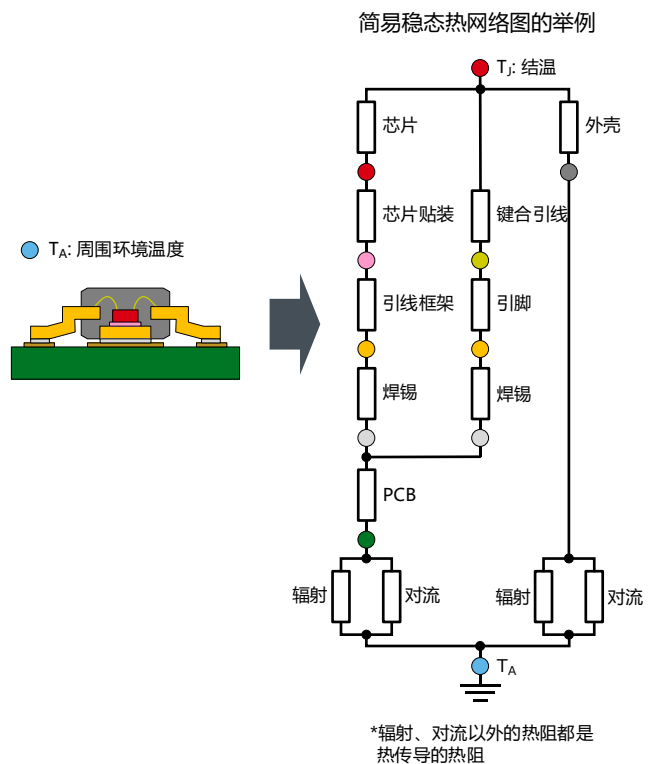 简易稳态热网络图的举例
TJ: 结温
芯片
外壳
芯片贴装
键合引线
TA: 周围环境温度
引线框架
引脚
焊锡
焊锡
PCB
辐射
对流
辐射
对流
TA
*辐射、对流以外的热阻都是
热传导的热阻